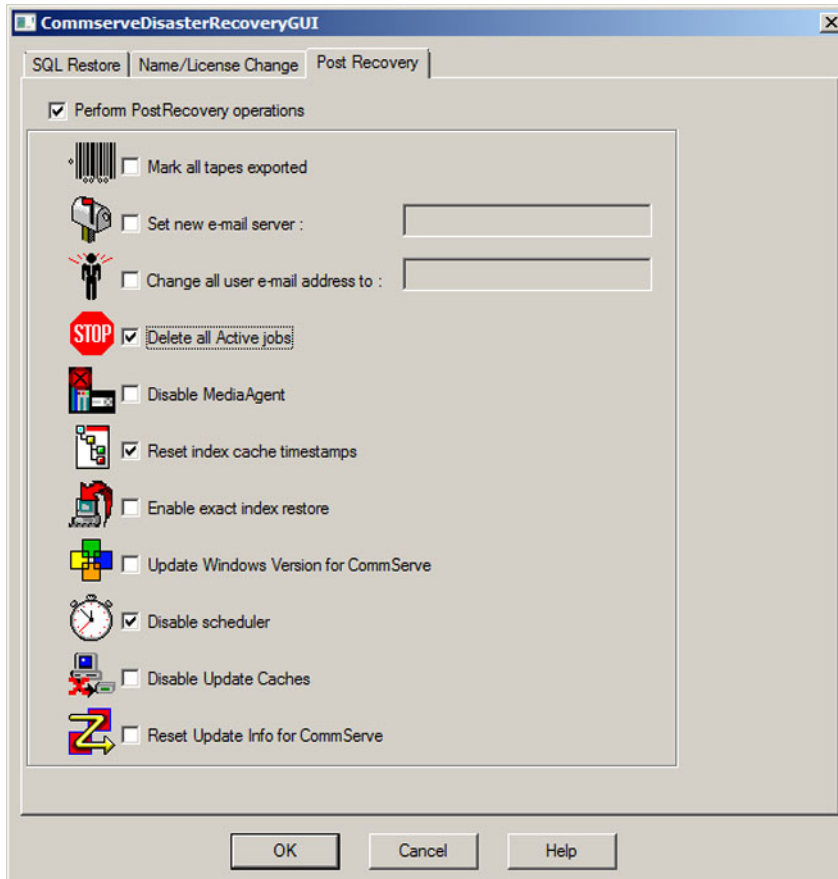 CommserveDisasterRecoveryGUI
SQL Restore Name/License Change Post Recovery
Perform PostRecovery operations
Mark all tapes exported
Set new e-mail server :
Change all user e-mail address to :
STOP Delete all Active jobs
Disable MediaAgent
Reset index cache timestamps
Enable exact index restore
Update Windows Version for CommServe
Disable scheduler
Disable Update Caches
Reset Update Info for CommServe
OK Cancel Help